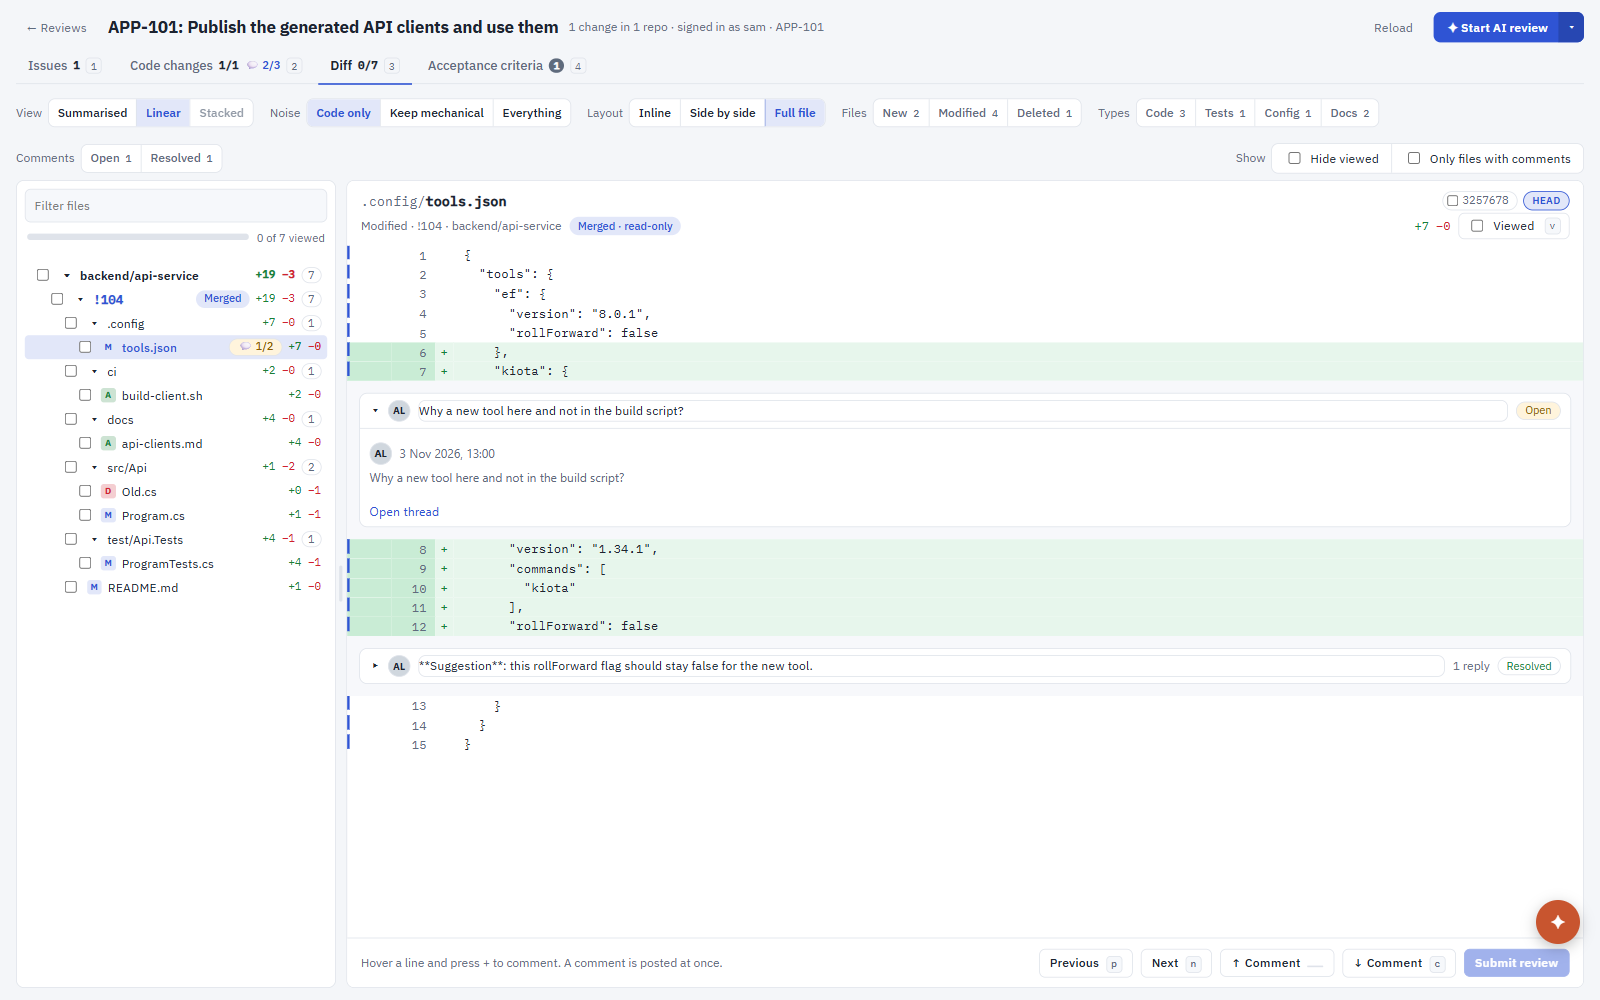 ← Reviews APP-101: Publish the generated API clients and use them 1 change in 1 repo · signed in as sam · APP-101 Reload ✦ Start AI review
Issues 1 1 Code changes 1/1 2/3 2 Diff 0/7 3 Acceptance criteria 1 4
View Summarised Linear Stacked Noise Code only Keep mechanical Everything Layout Inline Side by side Full file Files New 2 Modified 4 Deleted 1 Types Code 3 Tests 1 Config 1 Docs 2
Comments Open 1 Resolved 1 Show Hide viewed Only files with comments
Filter files
0 of 7 viewed
backend/api-service +19 −3 7
!104 Merged +19 −3 7
.config +7 −0 1
M tools.json 1/2 +7 −0
ci +2 −0 1
A build-client.sh +2 −0
docs +4 −0 1
A api-clients.md +4 −0
src/Api +1 −2 2
D Old.cs +0 −1
M Program.cs +1 −1
test/Api.Tests +4 −1 1
M ProgramTests.cs +4 −1
M README.md +1 −0
.config/tools.json 3257678 HEAD
Modified · !104 · backend/api-service Merged · read-only +7 −0 Viewed v
1 {
2 "tools": {
3 "ef": {
4 "version": "8.0.1",
5 "rollForward": false
6 + },
7 + "kiota": {
AL Why a new tool here and not in the build script? Open
AL 3 Nov 2026, 13:00
Why a new tool here and not in the build script?
Open thread
8 + "version": "1.34.1",
9 + "commands": [
10 + "kiota"
11 + ],
12 + "rollForward": false
AL **Suggestion**: this rollForward flag should stay false for the new tool. 1 reply Resolved
13 }
14 }
15 }
Hover a line and press + to comment. A comment is posted at once. Previous p Next n ↑ Comment ↓ Comment c Submit review